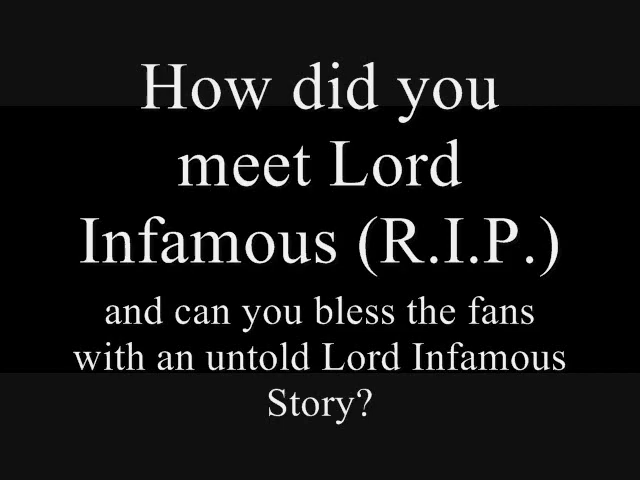 How did you
meet Lord
Infamous (R.I.P.)
and can you bless the fans
with an untold Lord Infamous
Story?